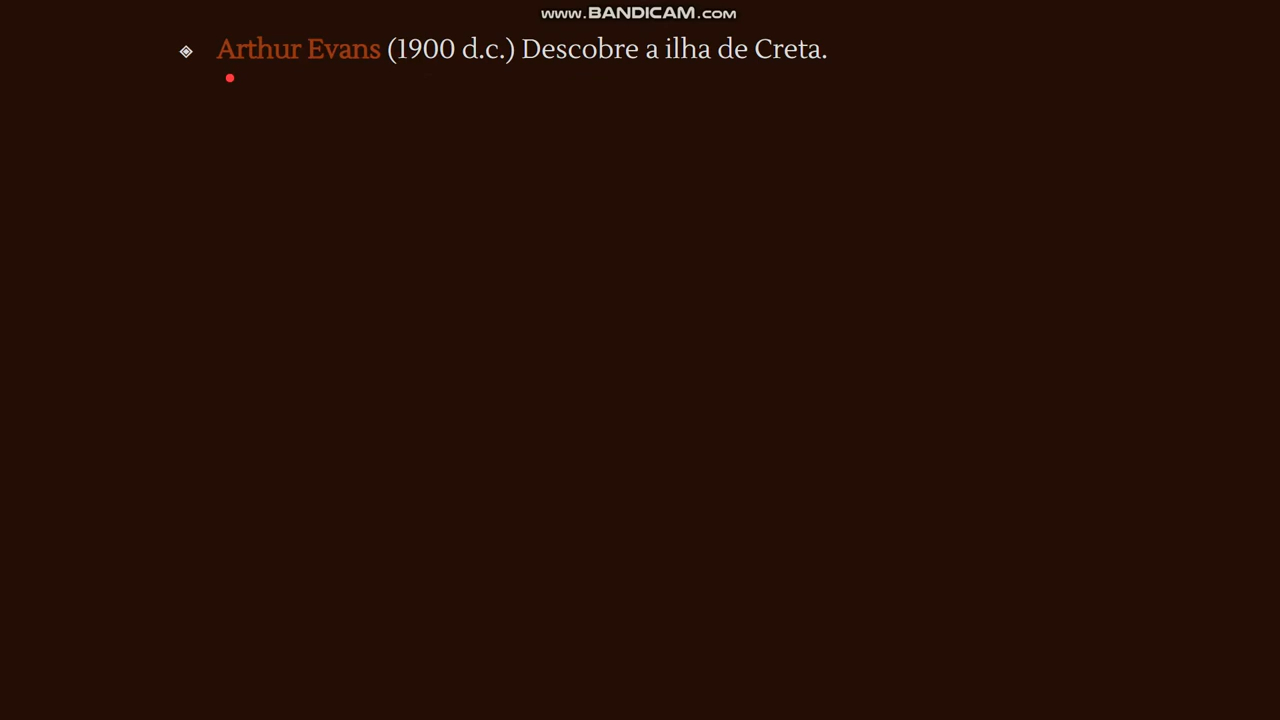 www.BANDICAM.com
◈ Arthur Evans (1900 d.c.) Descobre a ilha de Creta.